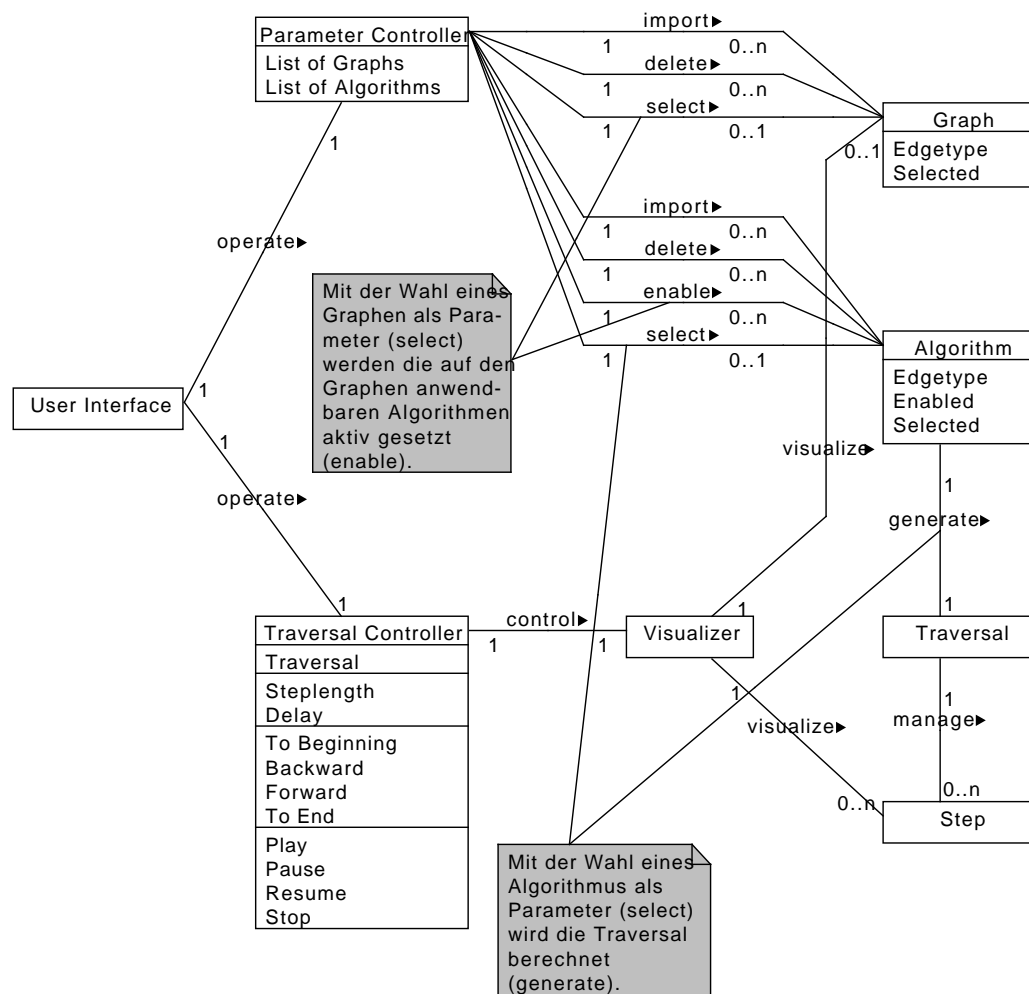 Parameter Controller
List of Graphs
List of Algorithms
1
import▶
1
0..n
delete▶
1
0..n
select▶
1
0..1
Graph
Edgetype
Selected
0..1
operate▶
import▶
1
0..n
delete▶
1
0..n
enable▶
1
0..n
select▶
1
0..1
Mit der Wahl eines
Graphen als Para-
meter (select)
werden die auf den
Graphen anwend-
baren Algorithmen
aktiv gesetzt
(enable).
Algorithm
Edgetype
Enabled
Selected
1
User Interface
1
visualize▶
1
operate▶
generate▶
1
1
Traversal Controller
Traversal
Steplength
Delay
To Beginning
Backward
Forward
To End
Play
Pause
Resume
Stop
control▶
1
1
1
Visualizer
1
Traversal
1
manage▶
visualize▶
0..n
0..n
Step
Mit der Wahl eines
Algorithmus als
Parameter (select)
wird die Traversal
berechnet
(generate).